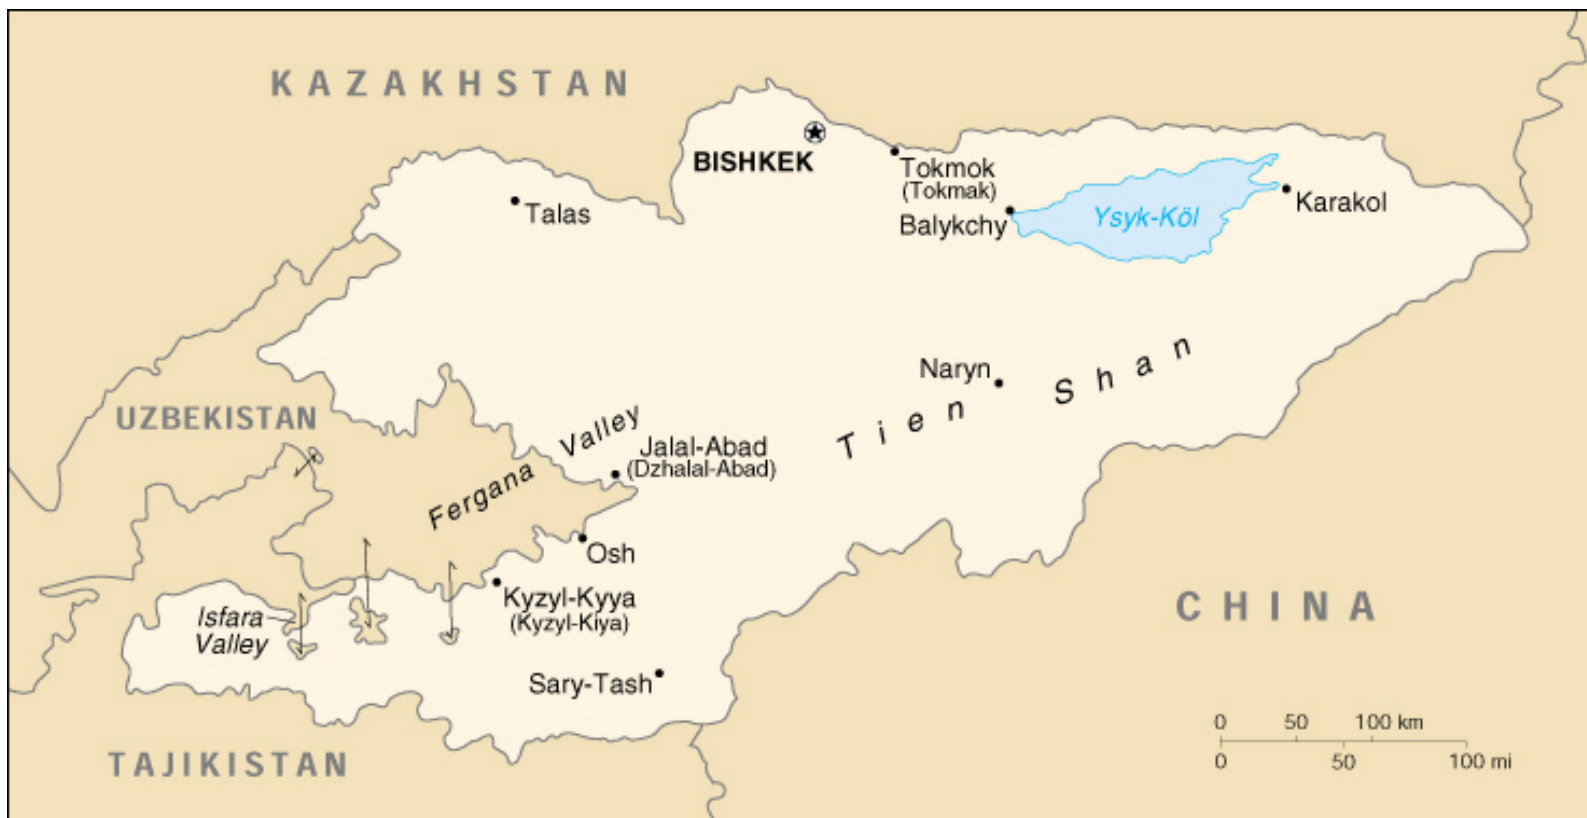 KAZAKHSTAN
BISHKEK
Tokmok
(Tokmak)
Talas
Balykchy
Ysyk-Köl
Karakol
Naryn
Tien Shan
UZBEKISTAN
Fergana Valley
Jalal-Abad
(Dzhalal-Abad)
Osh
Kyzyl-Kyya
(Kyzyl-Kiya)
Isfara
Valley
CHINA
Sary-Tash
TAJIKISTAN
0 50 100 km
0 50 100 mi